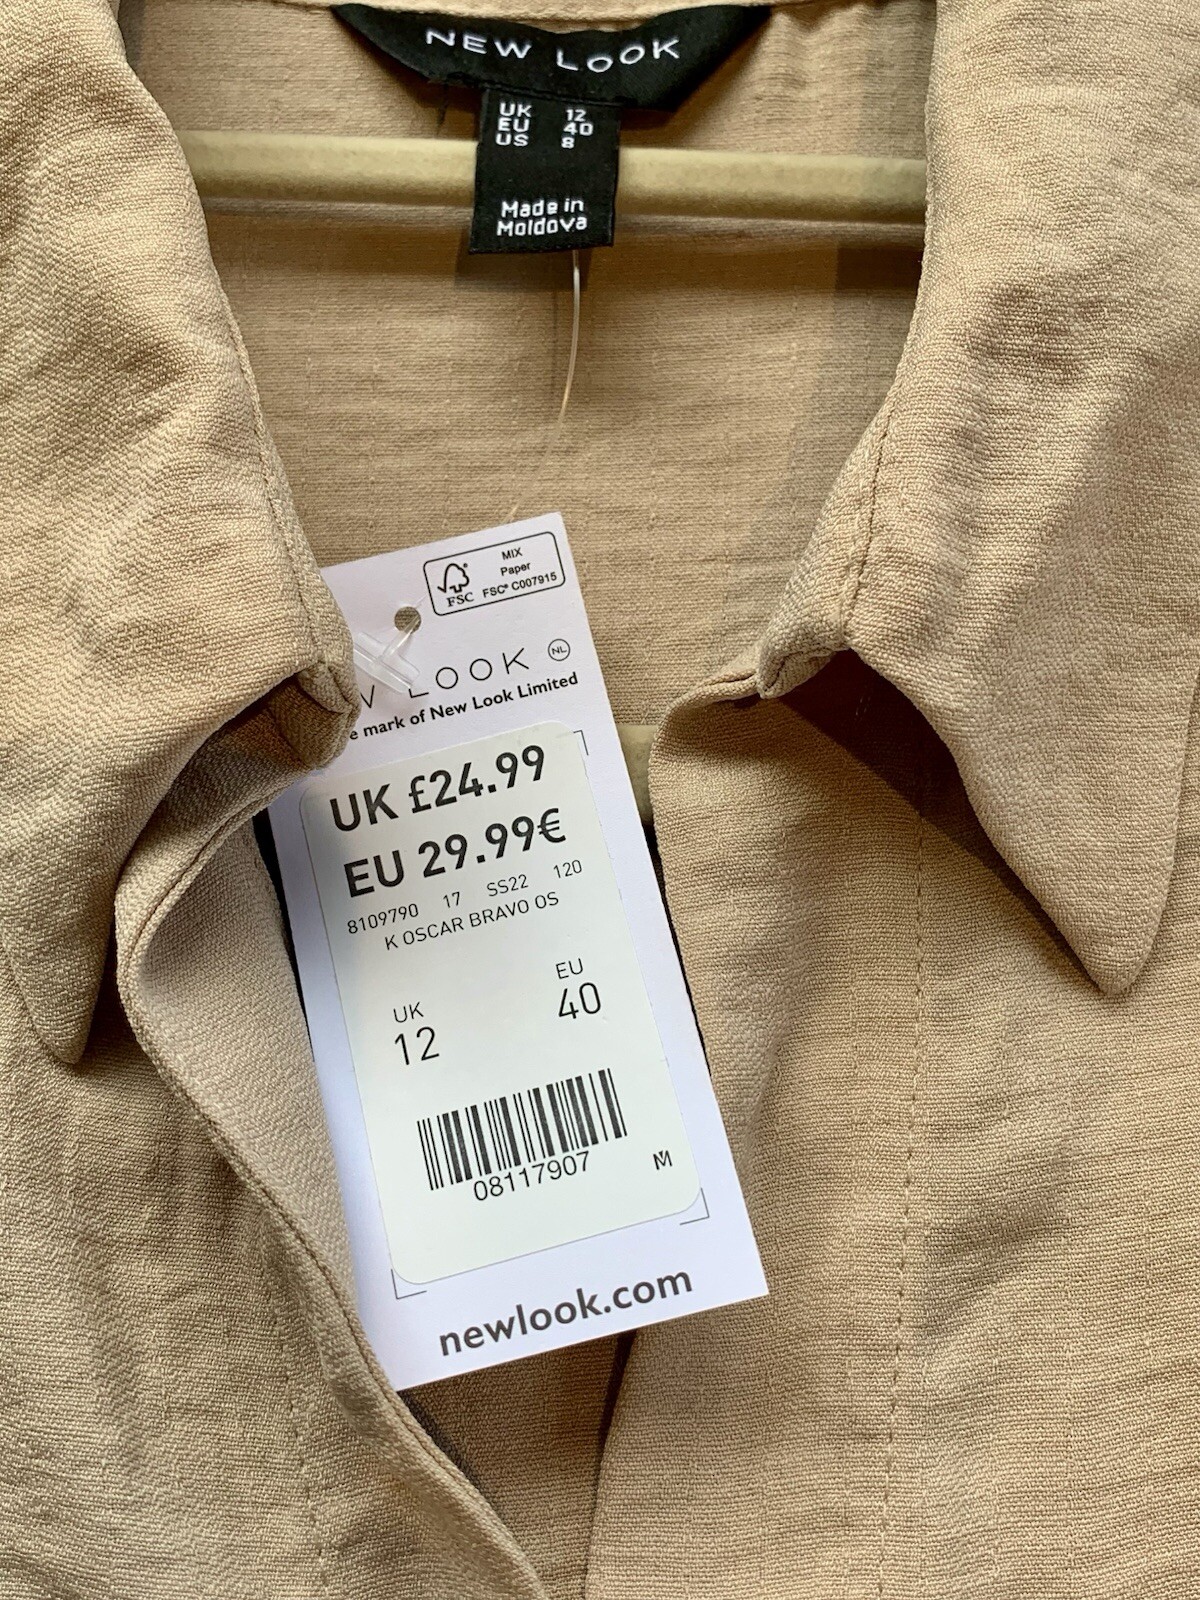 NEW LOOK
UK 12
EU 40
US 8
Made in
Moldova
MIX
Paper
FSC® C007915
FSC
LOOK NL
mark of New Look Limited
UK £24.99
EU 29.99€
8109790 17 SS22 120
K OSCAR BRAVO OS
UK EU
12 40
08117907
M
newlook.com